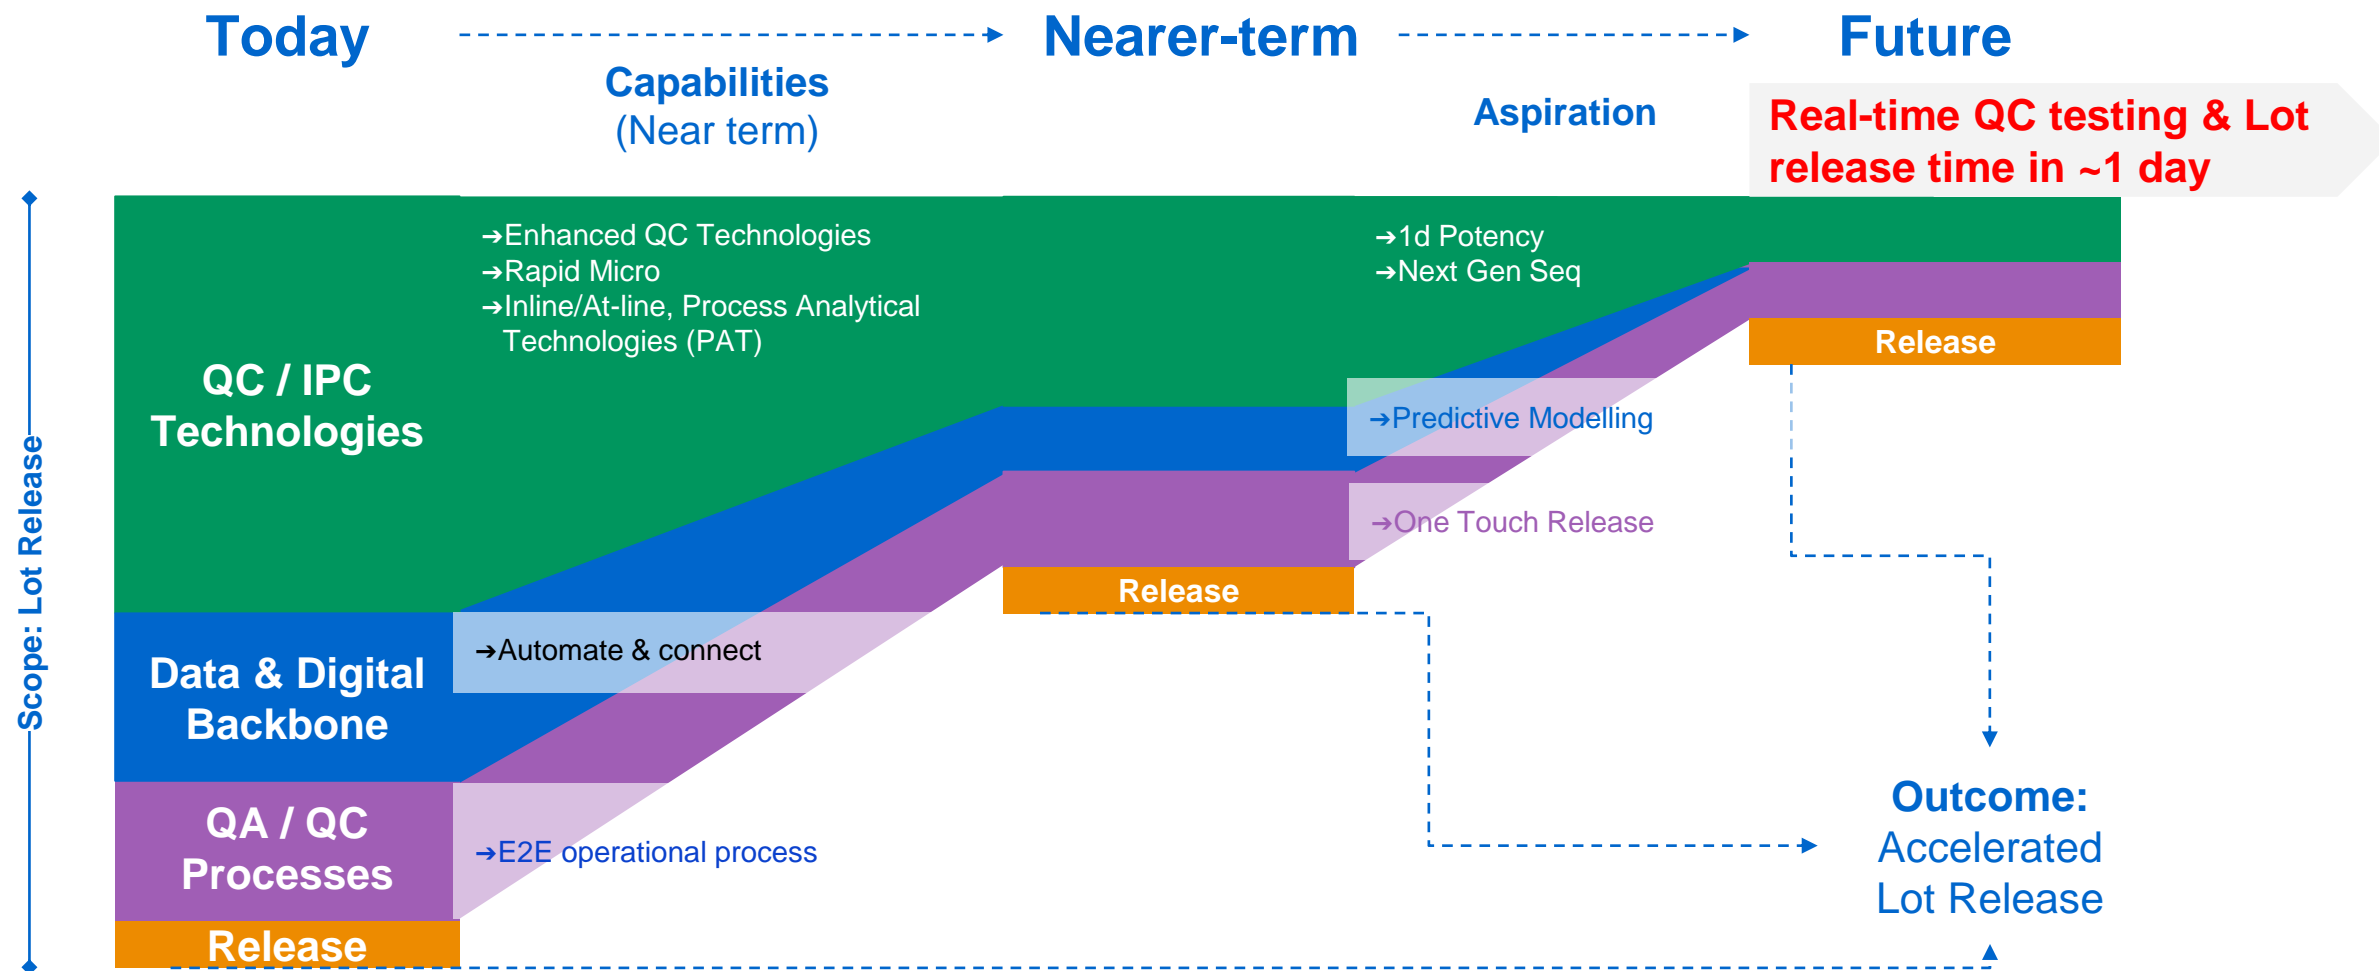 Today
Nearer-term
Future
Capabilities
(Near term)
Aspiration
Real-time QC testing & Lot
release time in ~1 day
Scope: Lot Release
QC / IPC
Technologies
➔Enhanced QC Technologies
➔Rapid Micro
➔Inline/At-line, Process Analytical
Technologies (PAT)
➔1d Potency
➔Next Gen Seq
Release
➔Predictive Modelling
➔One Touch Release
Release
Data & Digital
Backbone
➔Automate & connect
QA / QC
Processes
➔E2E operational process
Release
Outcome:
Accelerated
Lot Release